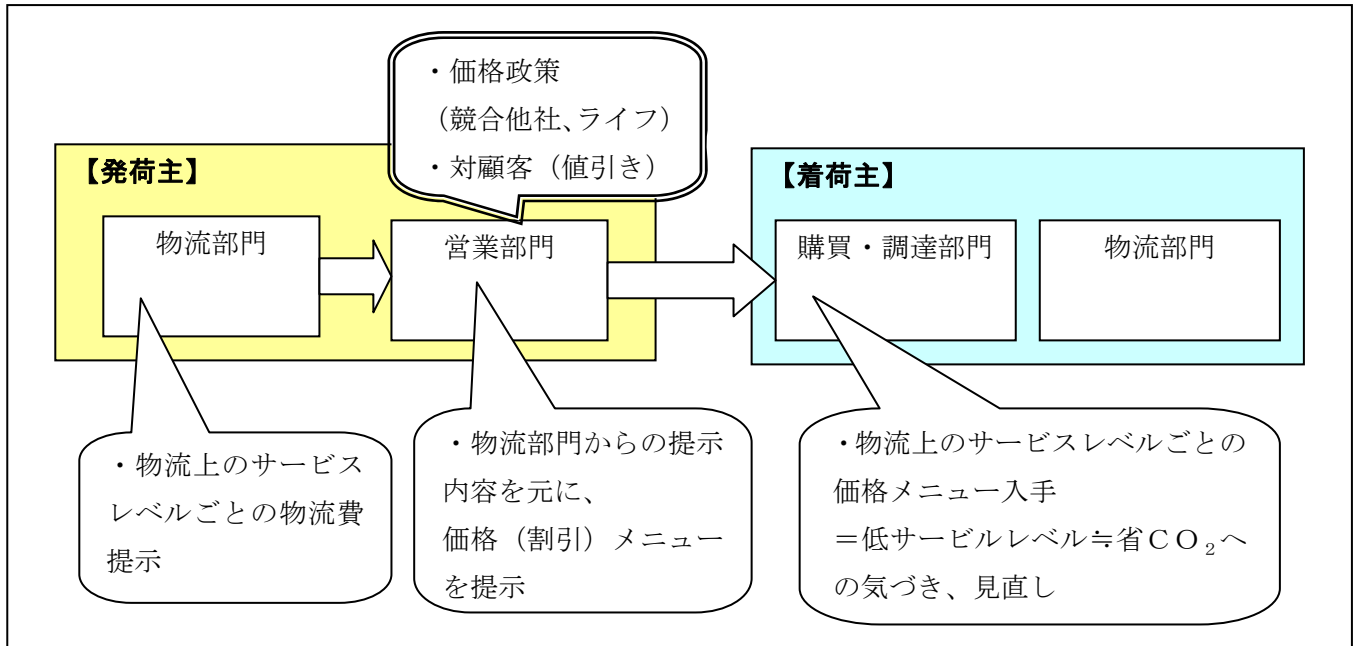 ・価格政策
（競合他社、ライフ）
・対顧客（値引き）
【発荷主】
【着荷主】
物流部門
営業部門
購買・調達部門
物流部門
・物流上のサービス
レベルごとの物流費
提示
・物流部門からの提示
内容を元に、
価格（割引）メニュー
を提示
・物流上のサービスレベルごとの
価格メニュー入手
＝低サービルレベル≒省ＣＯ₂へ
の気づき、見直し